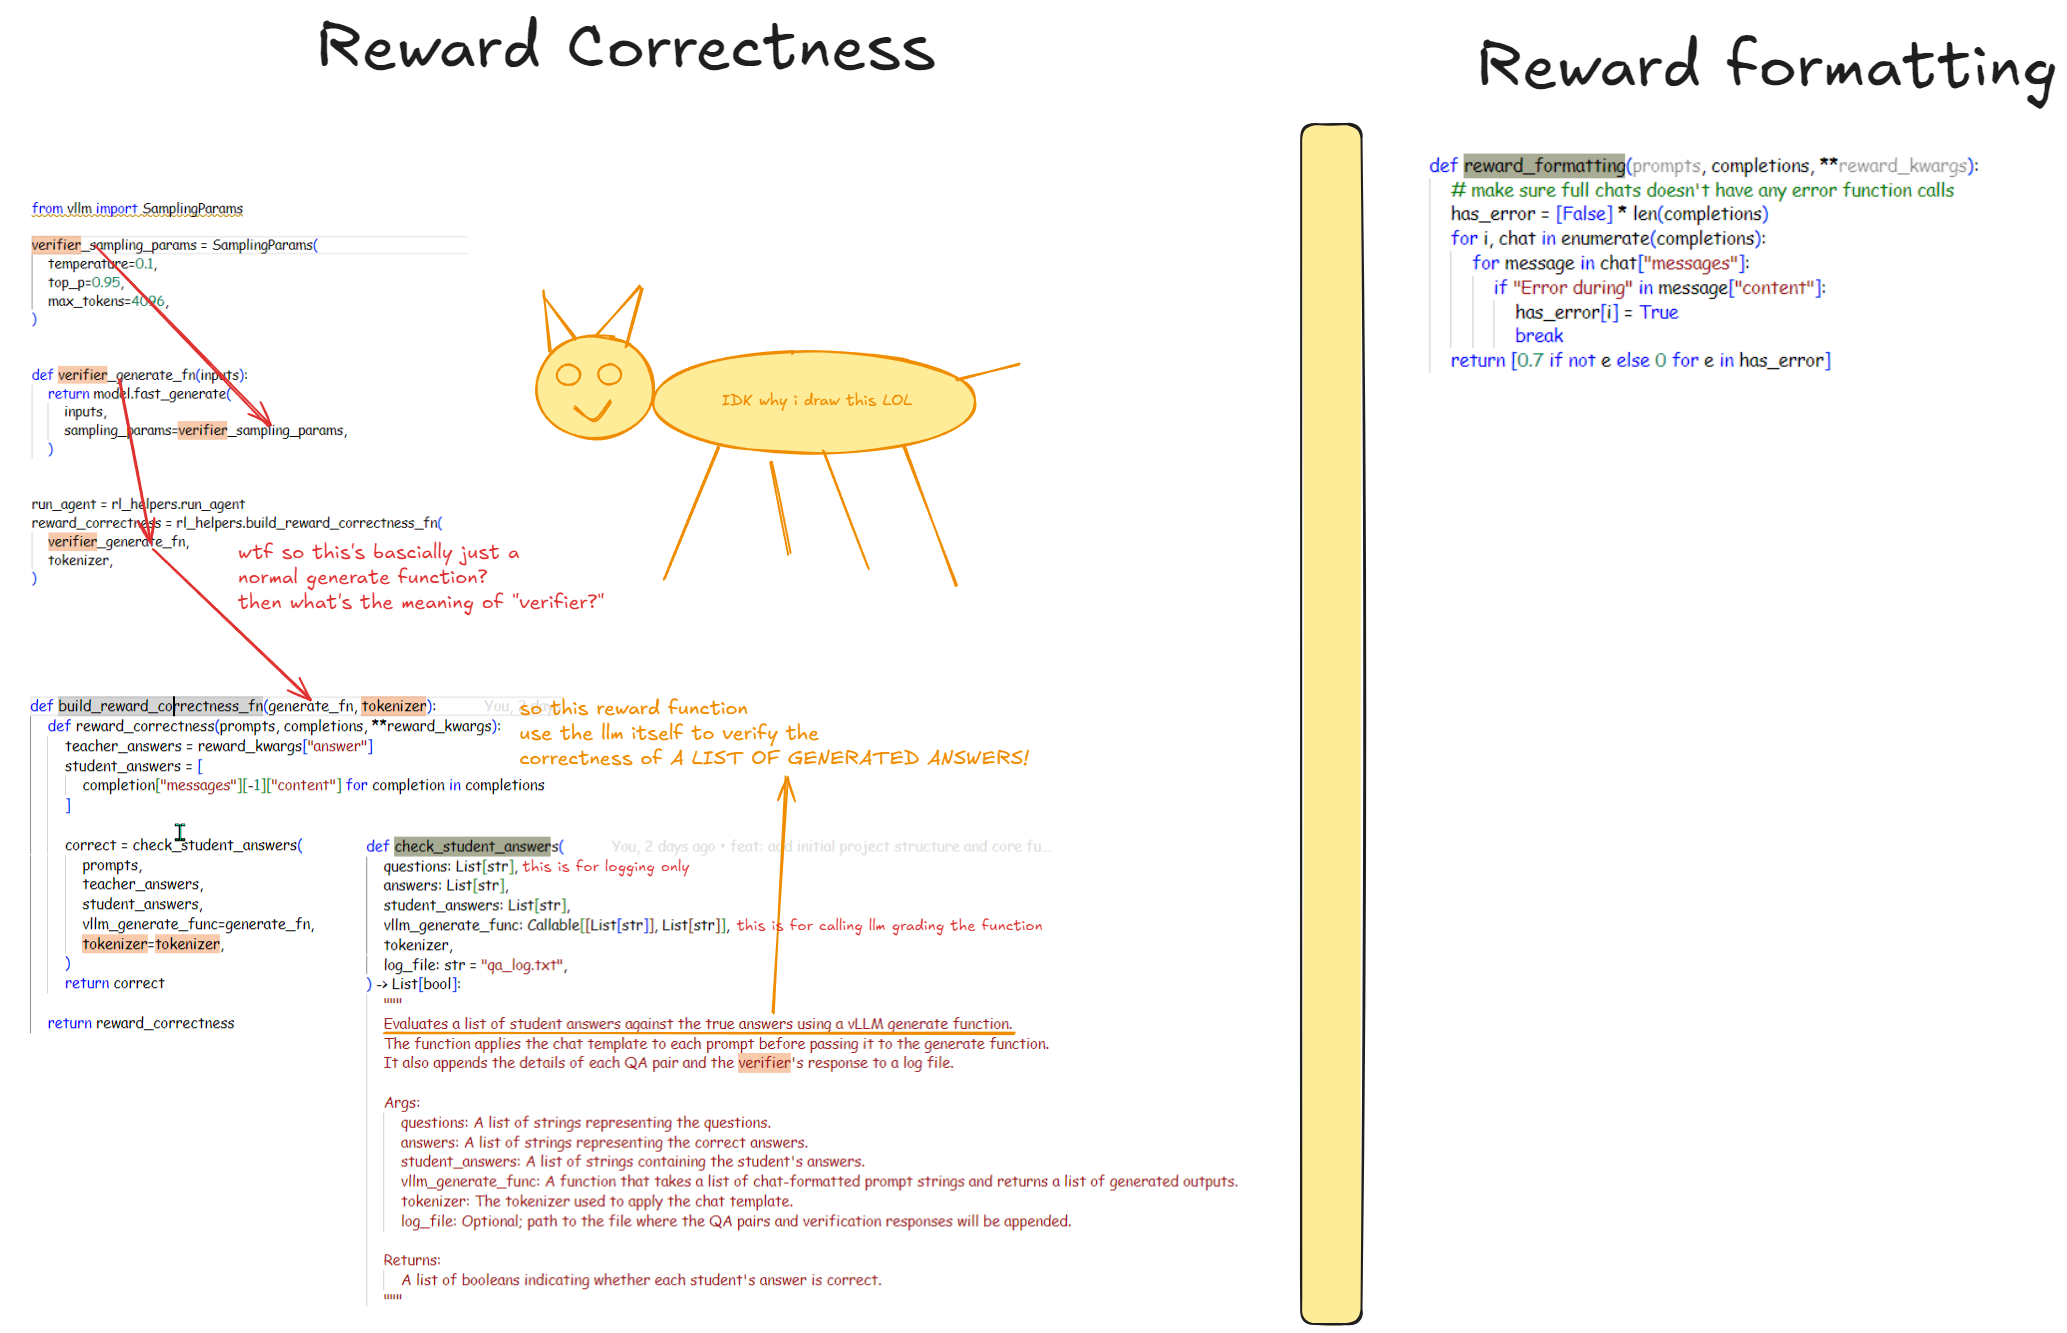 Reward Correctness
from vllm import SamplingParams
verifier_sampling_params = SamplingParams(
temperature=0.1,
top_p=0.95,
max_tokens=4096,
)
def verifier_generate_fn(inputs):
return model.fast_generate(
inputs,
sampling_params=verifier_sampling_params,
)
IDK why i draw this LOL
run_agent = rl_helpers.run_agent
reward_correctness = rl_helpers.build_reward_correctness_fn(
verifier_generate_fn,
tokenizer,
)
wtf so this's bascially just a
normal generate function?
then what's the meaning of "verifier?"
def build_reward_correctness_fn(generate_fn, tokenizer):
You, 2 day
def reward_correctness(prompts, completions, **reward_kwargs):
teacher_answers = reward_kwargs["answer"]
student_answers = [
completion["messages"][-1]["content"] for completion in completions
]
correct = check_student_answers(
prompts,
teacher_answers,
student_answers,
vllm_generate_func=generate_fn,
tokenizer=tokenizer,
)
return correct
return reward_correctness
so this reward function
use the llm itself to verify the
correctness of A LIST OF GENERATED ANSWERS!
def check_student_answers(
You, 2 days ago • feat: add initial project structure and core fu...
questions: List[str], this is for logging only
answers: List[str],
student_answers: List[str],
vllm_generate_func: Callable[[List[str]], List[str]], this is for calling llm grading the function
tokenizer,
log_file: str = "qa_log.txt",
) -> List[bool]:
"""
Evaluates a list of student answers against the true answers using a vLLM generate function.
The function applies the chat template to each prompt before passing it to the generate function.
It also appends the details of each QA pair and the verifier's response to a log file.
Args:
questions: A list of strings representing the questions.
answers: A list of strings representing the correct answers.
student_answers: A list of strings containing the student's answers.
vllm_generate_func: A function that takes a list of chat-formatted prompt strings and returns a list of generated outputs.
tokenizer: The tokenizer used to apply the chat template.
log_file: Optional; path to the file where the QA pairs and verification responses will be appended.
Returns:
A list of booleans indicating whether each student's answer is correct.
"""
Reward formatting
def reward_formatting(prompts, completions, **reward_kwargs):
# make sure full chats doesn't have any error function calls
has_error = [False] * len(completions)
for i, chat in enumerate(completions):
for message in chat["messages"]:
if "Error during" in message["content"]:
has_error[i] = True
break
return [0.7 if not e else 0 for e in has_error]